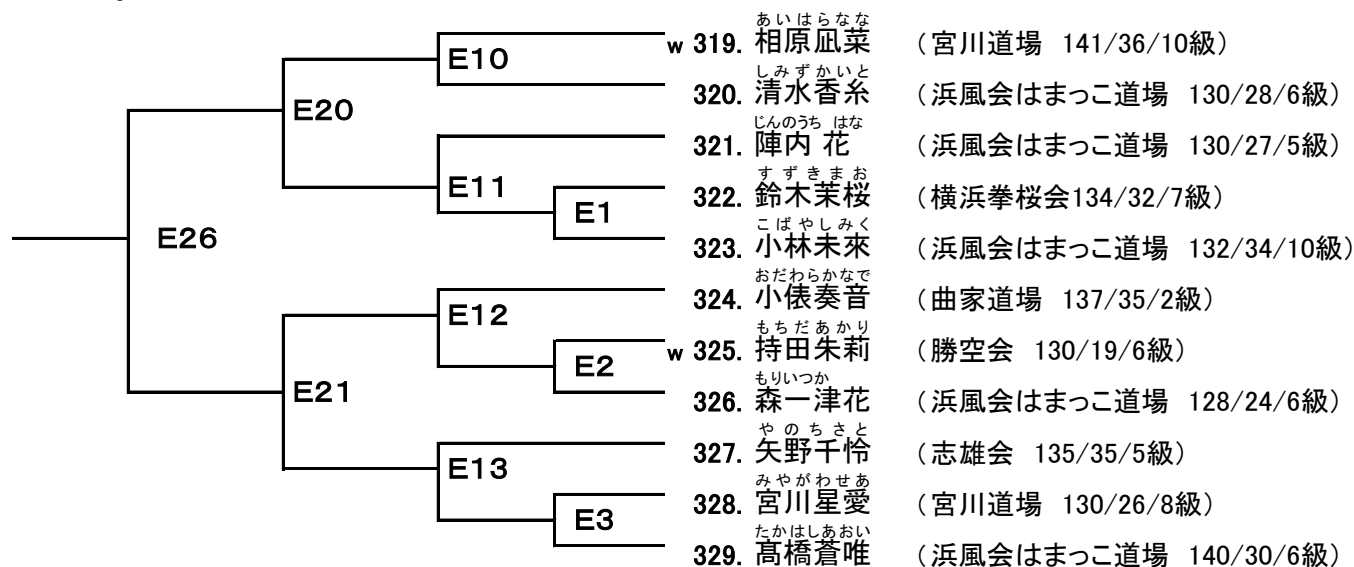 あいはらなな
w 319. 相原凪菜 （宮川道場 141/36/10級）
E10
しみずかいと
320. 清水香糸 （浜風会はまっこ道場 130/28/6級）
E20
じんのうち はな
321. 陣内 花 （浜風会はまっこ道場 130/27/5級）
すずきまお
E11
322. 鈴木茉桜 （横浜拳桜会134/32/7級）
E1
こばやしみく
E26
323. 小林未來 （浜風会はまっこ道場 132/34/10級）
おだわらかなで
324. 小俵奏音 （曲家道場 137/35/2級）
E12
もちだあかり
w 325. 持田朱莉 （勝空会 130/19/6級）
E2
もりいつか
E21
326. 森一津花 （浜風会はまっこ道場 128/24/6級）
やのちさと
327. 矢野千怜 （志雄会 135/35/5級）
E13
みやがわせあ
328. 宮川星愛 （宮川道場 130/26/8級）
E3
たかはしあおい
329. 髙橋蒼唯 （浜風会はまっこ道場 140/30/6級）